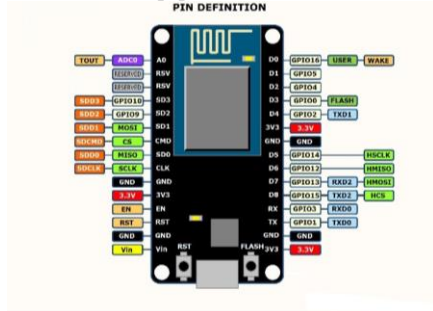 PIN DEFINITION
TOUT ADC0 A0 D0 GPIO16 USER WAKE
RESERVED RSV D1 GPIO5
RESERVED RSV D2 GPIO4
SDD3 GPIO10 SD3 D3 GPIO0 FLASH
SDD2 GPIO9 SD2 D4 GPIO2 TXD1
SDD1 MOSI SD1 3V3 3.3V
SDCMD CS CMD GND GND
SDD0 MISO SD0 D5 GPIO14 HSCLK
SDCLK SCLK CLK D6 GPIO12 HMISO
GND GND D7 GPIO13 RXD2 HMOSI
3.3V 3V3 D8 GPIO15 TXD2 HCS
EN EN RX GPIO3 RXD0
RST RST TX GPIO1 TXD0
GND GND GND GND
Vin Vin RST FLASH 3V3 3.3V